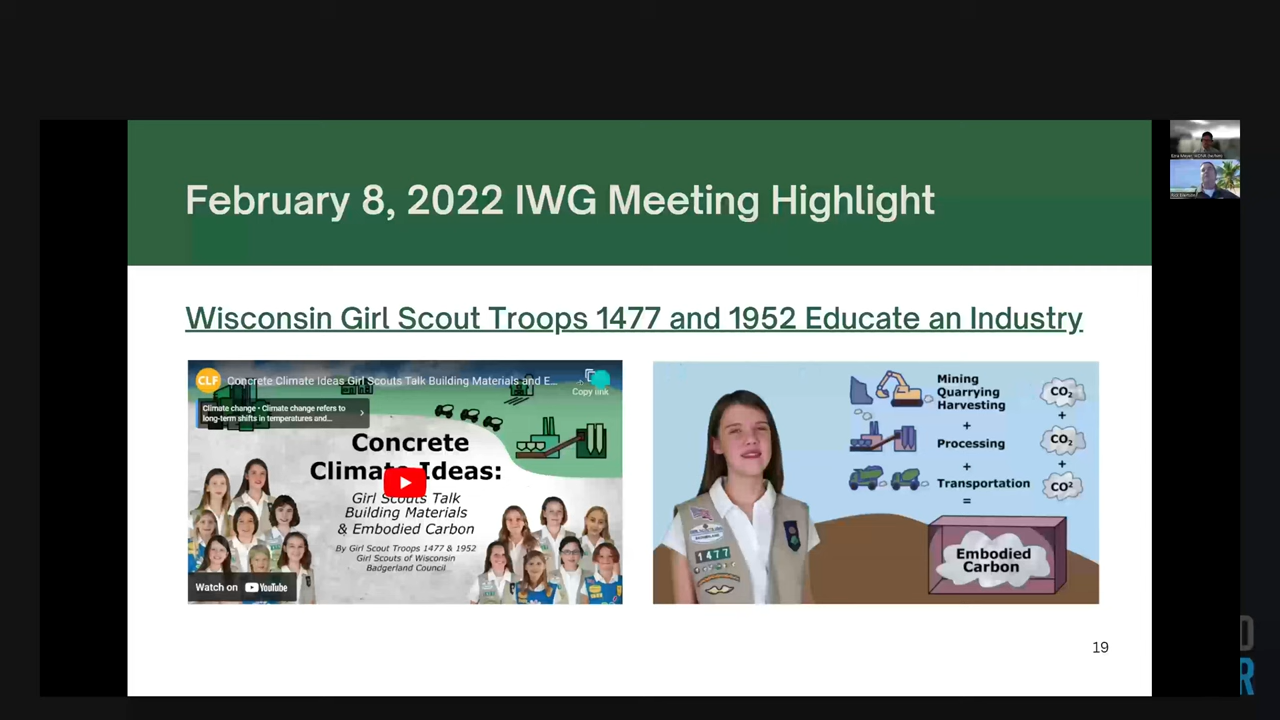 February 8, 2022 IWG Meeting Highlight
Wisconsin Girl Scout Troops 1477 and 1952 Educate an Industry
CLF
Concrete Climate Ideas Girl Scouts Talk Building Materials and E...
Copy link
Climate change • Climate change refers to
long-term shifts in temperatures and...
Concrete
Climate Ideas:
Girl Scouts Talk
Building Materials
& Embodied Carbon
By Girl Scout Troops 1477 & 1952
Girl Scouts of Wisconsin
Badgerland Council
Watch on YouTube
1477
Mining
Quarrying
Harvesting
CO₂
+
+
Processing
CO₂
+
+
Transportation
CO²
=
Embodied
Carbon
19
D
R